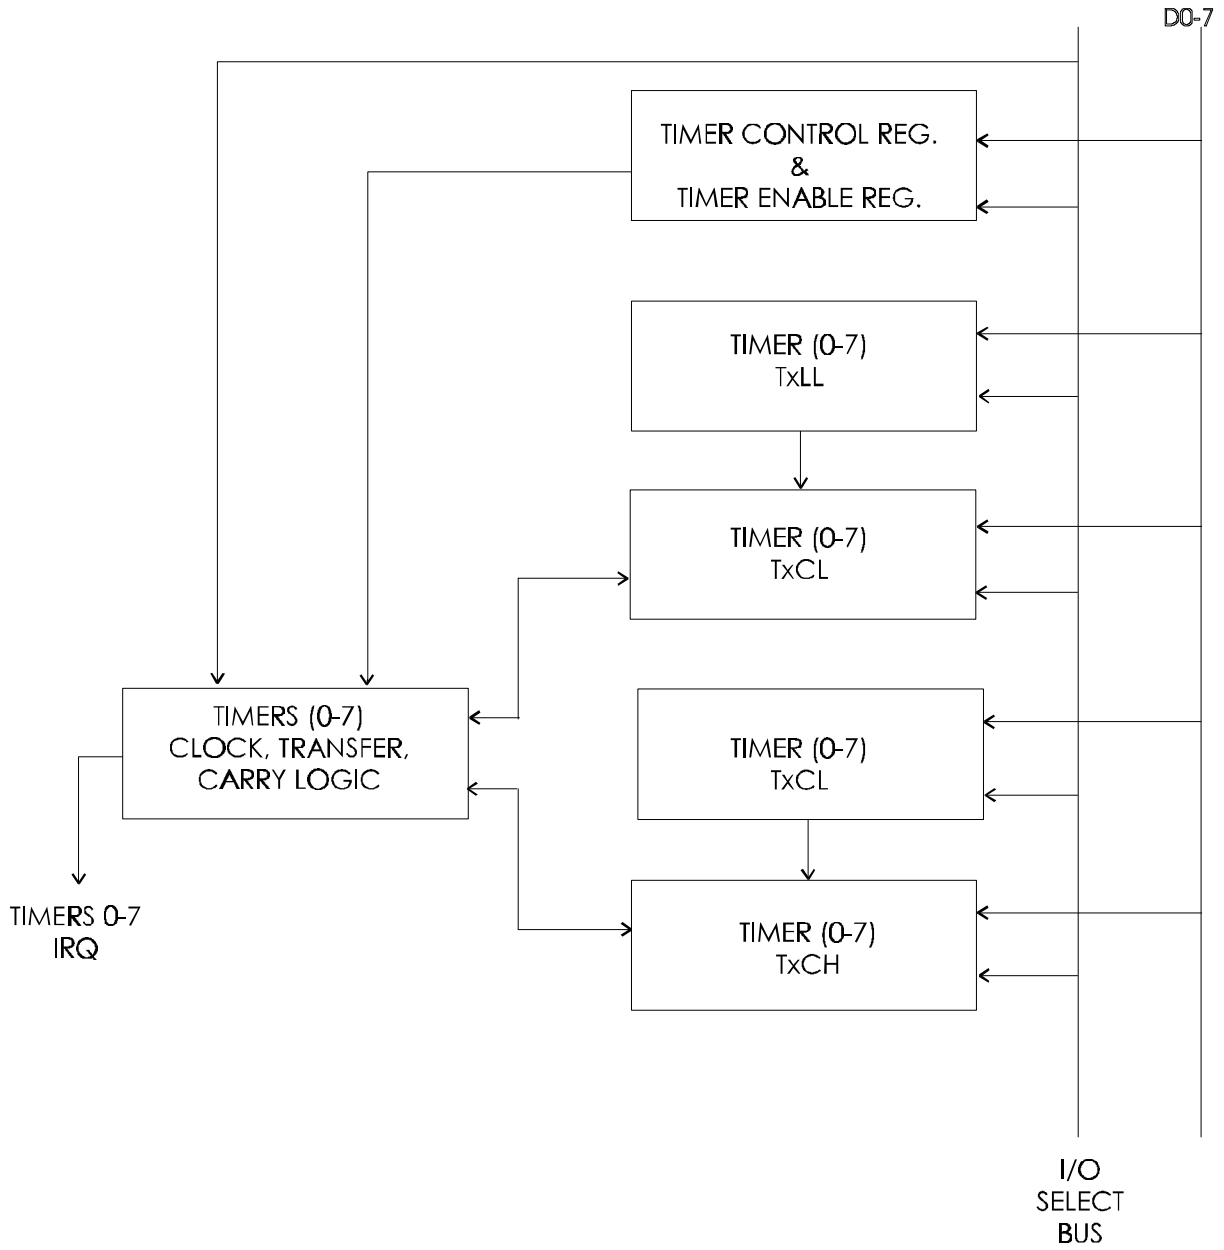 D0-7
TIMER CONTROL REG.
&
TIMER ENABLE REG.
TIMER (0-7)
TxLL
TIMER (0-7)
TxCL
TIMERS (0-7)
CLOCK, TRANSFER,
CARRY LOGIC
TIMER (0-7)
TxCL
TIMERS 0-7
IRQ
TIMER (0-7)
TxCH
I/O
SELECT
BUS